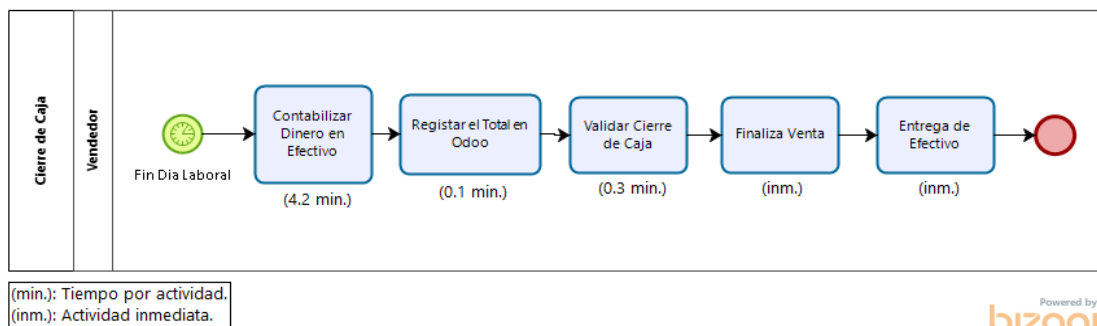 Cierre de Caja
Vendedor
Fin Dia Laboral
Contabilizar
Dinero en
Efectivo
(4.2 min.)
Registar el Total en
Odoo
(0.1 min.)
Validar Cierre
de Caja
(0.3 min.)
Finaliza Venta
(inm.)
Entrega de
Efectivo
(inm.)
(min.): Tiempo por actividad.
(inm.): Actividad inmediata.
Powered by